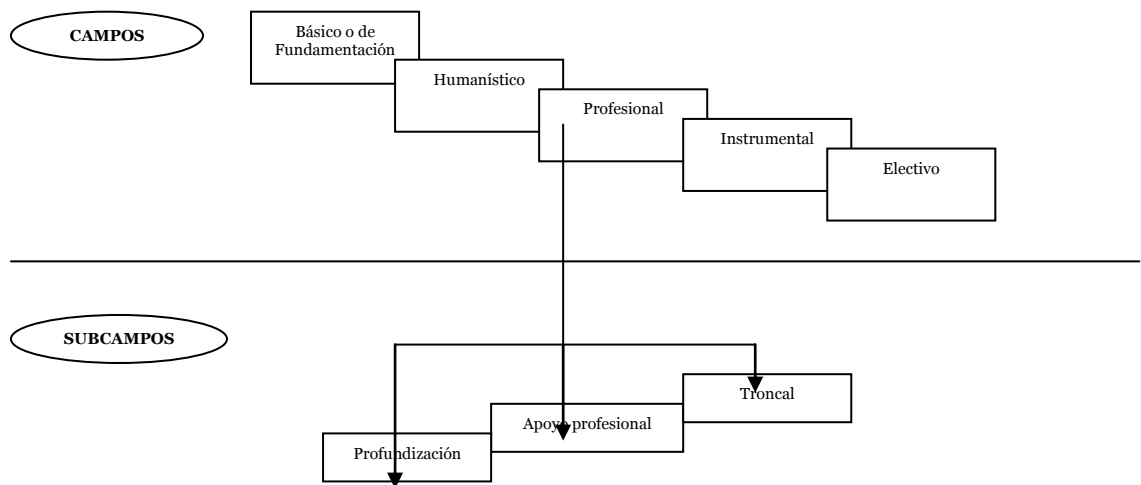 CAMPOS
Básico o de
Fundamentación
Humanístico
Profesional
Instrumental
Electivo
SUBCAMPOS
Troncal
Apoyo profesional
Profundización